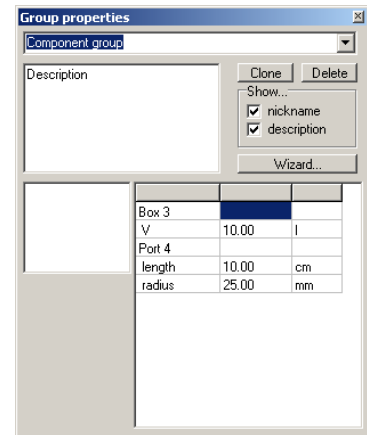 Group properties
Component group
Description
Clone Delete
Show...
nickname
description
Wizard...
Box 3
V 10.00 l
Port 4
length 10.00 cm
radius 25.00 mm